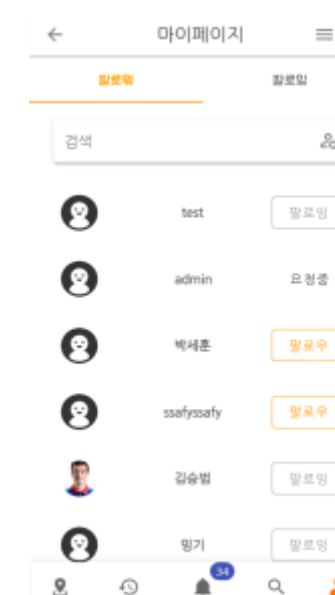 마이페이지
팔로워 팔로잉
검색
test 팔로잉
admin 요청중
박세훈 팔로우
ssafyssafy 팔로우
김승범 팔로잉
밍기 팔로잉
34